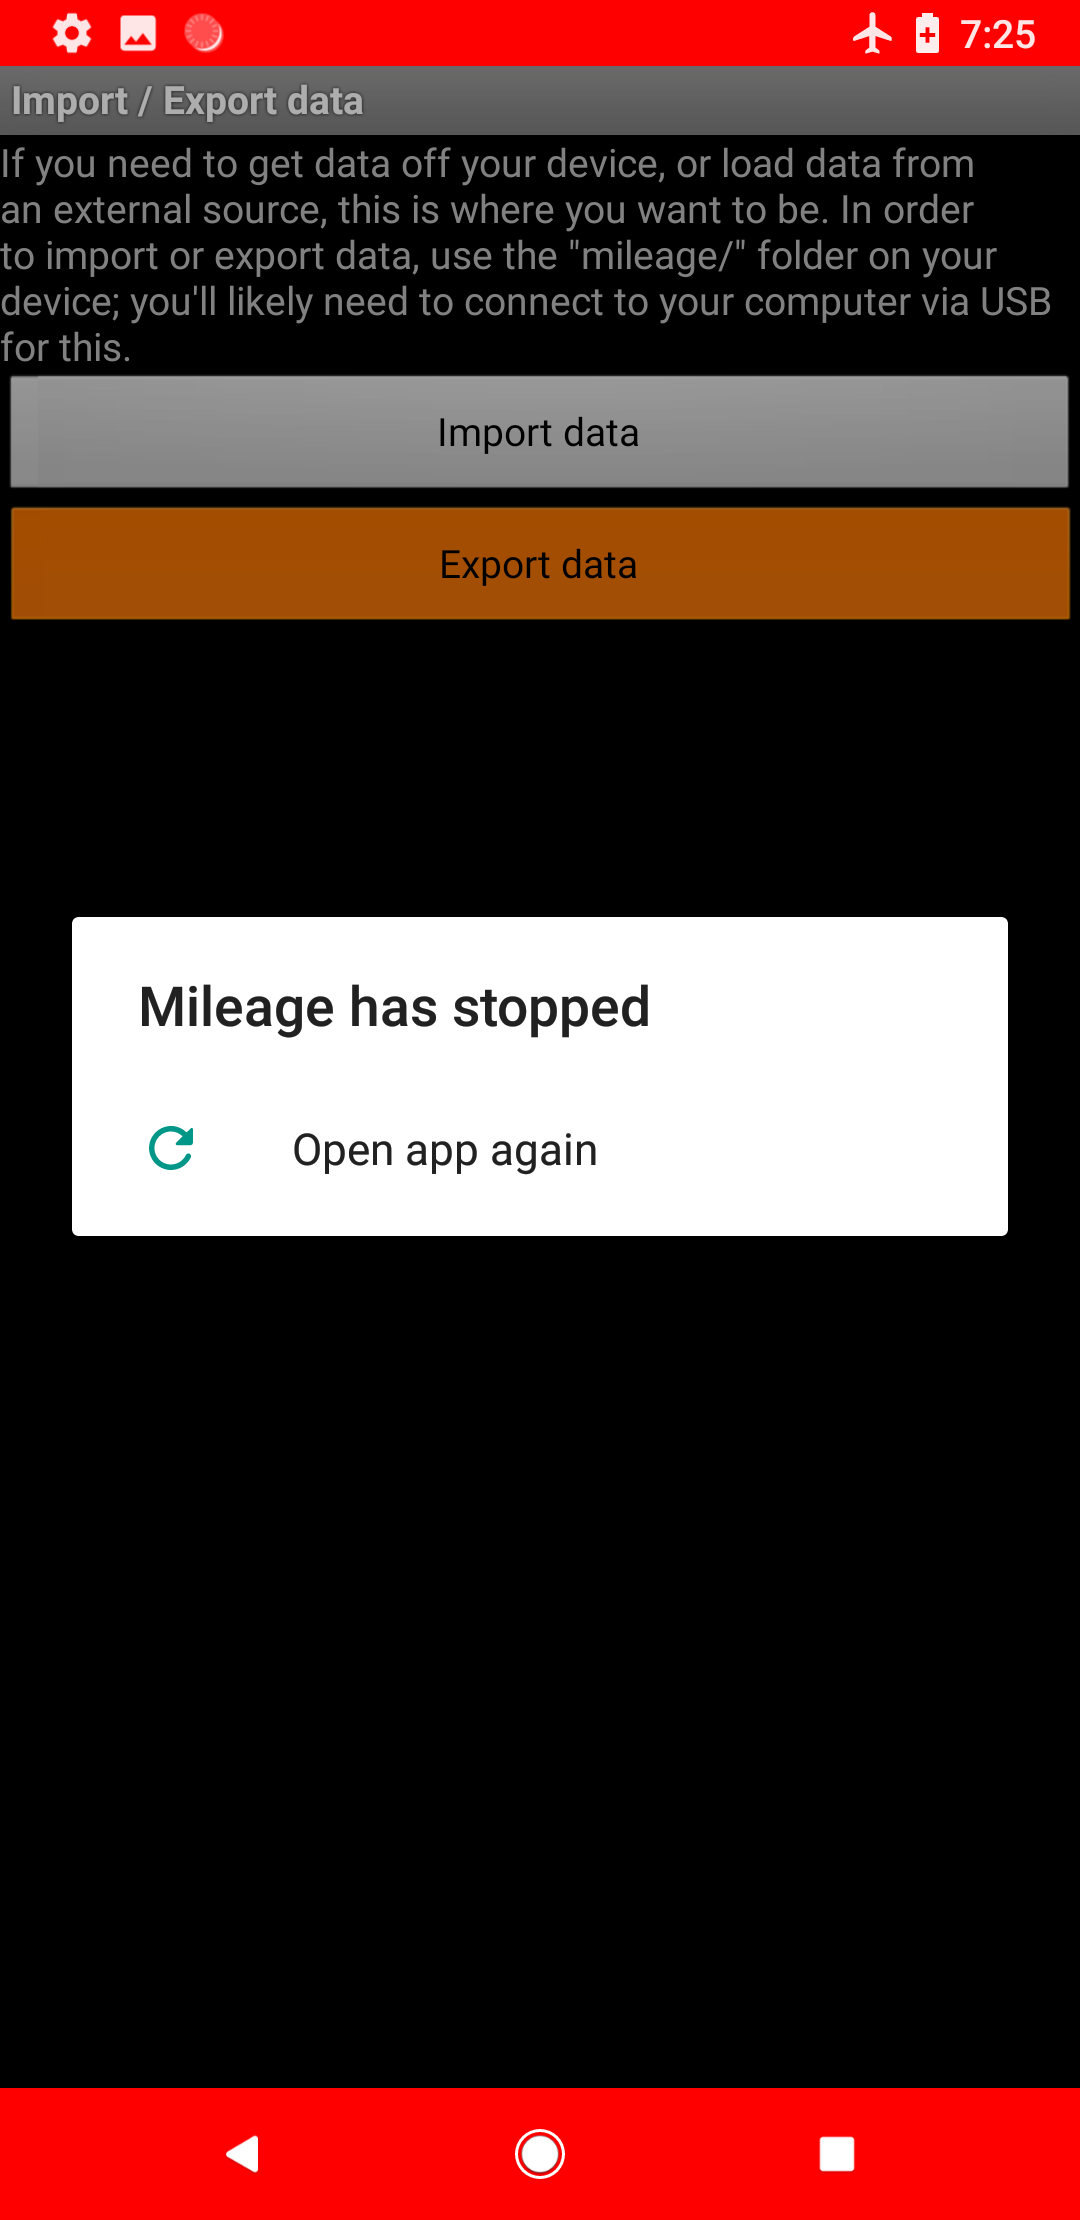 7:25
Import / Export data
If you need to get data off your device, or load data from
an external source, this is where you want to be. In order
to import or export data, use the "mileage/" folder on your
device; you'll likely need to connect to your computer via USB
for this.
Import data
Export data
Mileage has stopped
Open app again